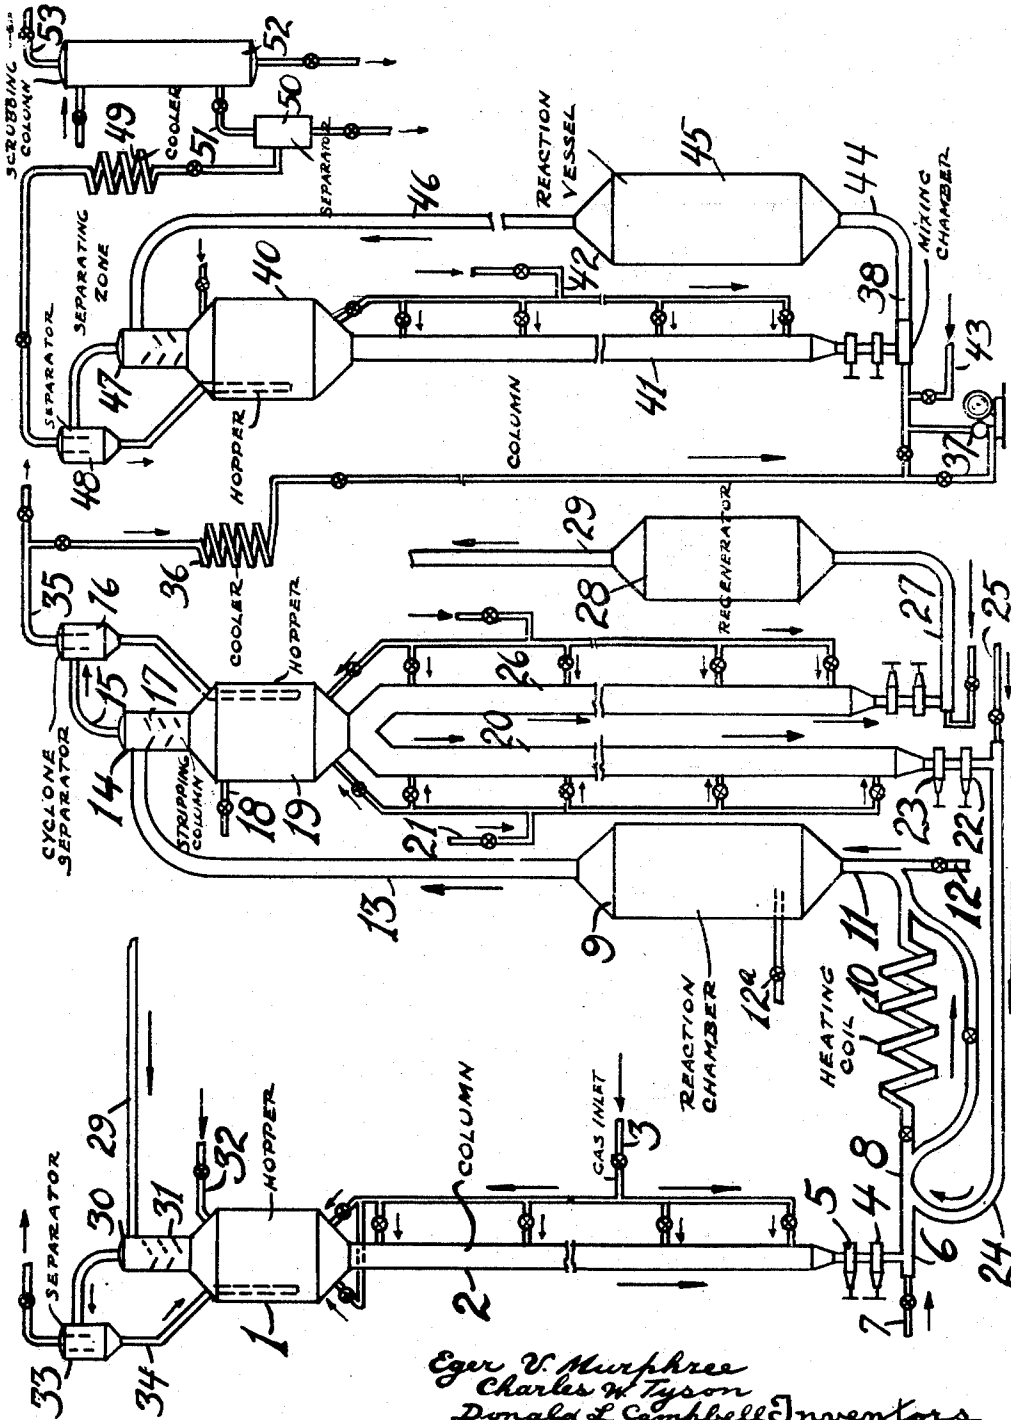 SCRUBBING
COLUMN
53
52
49
COOLER
51
50
SEPARATOR
SEPARATING
ZONE
46
REACTION
VESSEL
45
44
MIXING
CHAMBER
SEPARATOR
47
48
HOPPER
40
42
41
COLUMN
38
43
37
35
16
36
COOLER
HOPPER
29
28
REGENERATOR
27
25
CYCLONE
SEPARATOR
15
14
17
STRIPPING
COLUMN
18
19
20
21
26
23
22
13
9
REACTION
CHAMBER
12a
11
12
HEATING
COIL
10
29
SEPARATOR
30
31
32
33
34
HOPPER
1
2
COLUMN
GAS INLET
3
5
4
8
6
7
24
Eger V. Murphree
Charles W. Tyson
Donald L Campbell Inventors